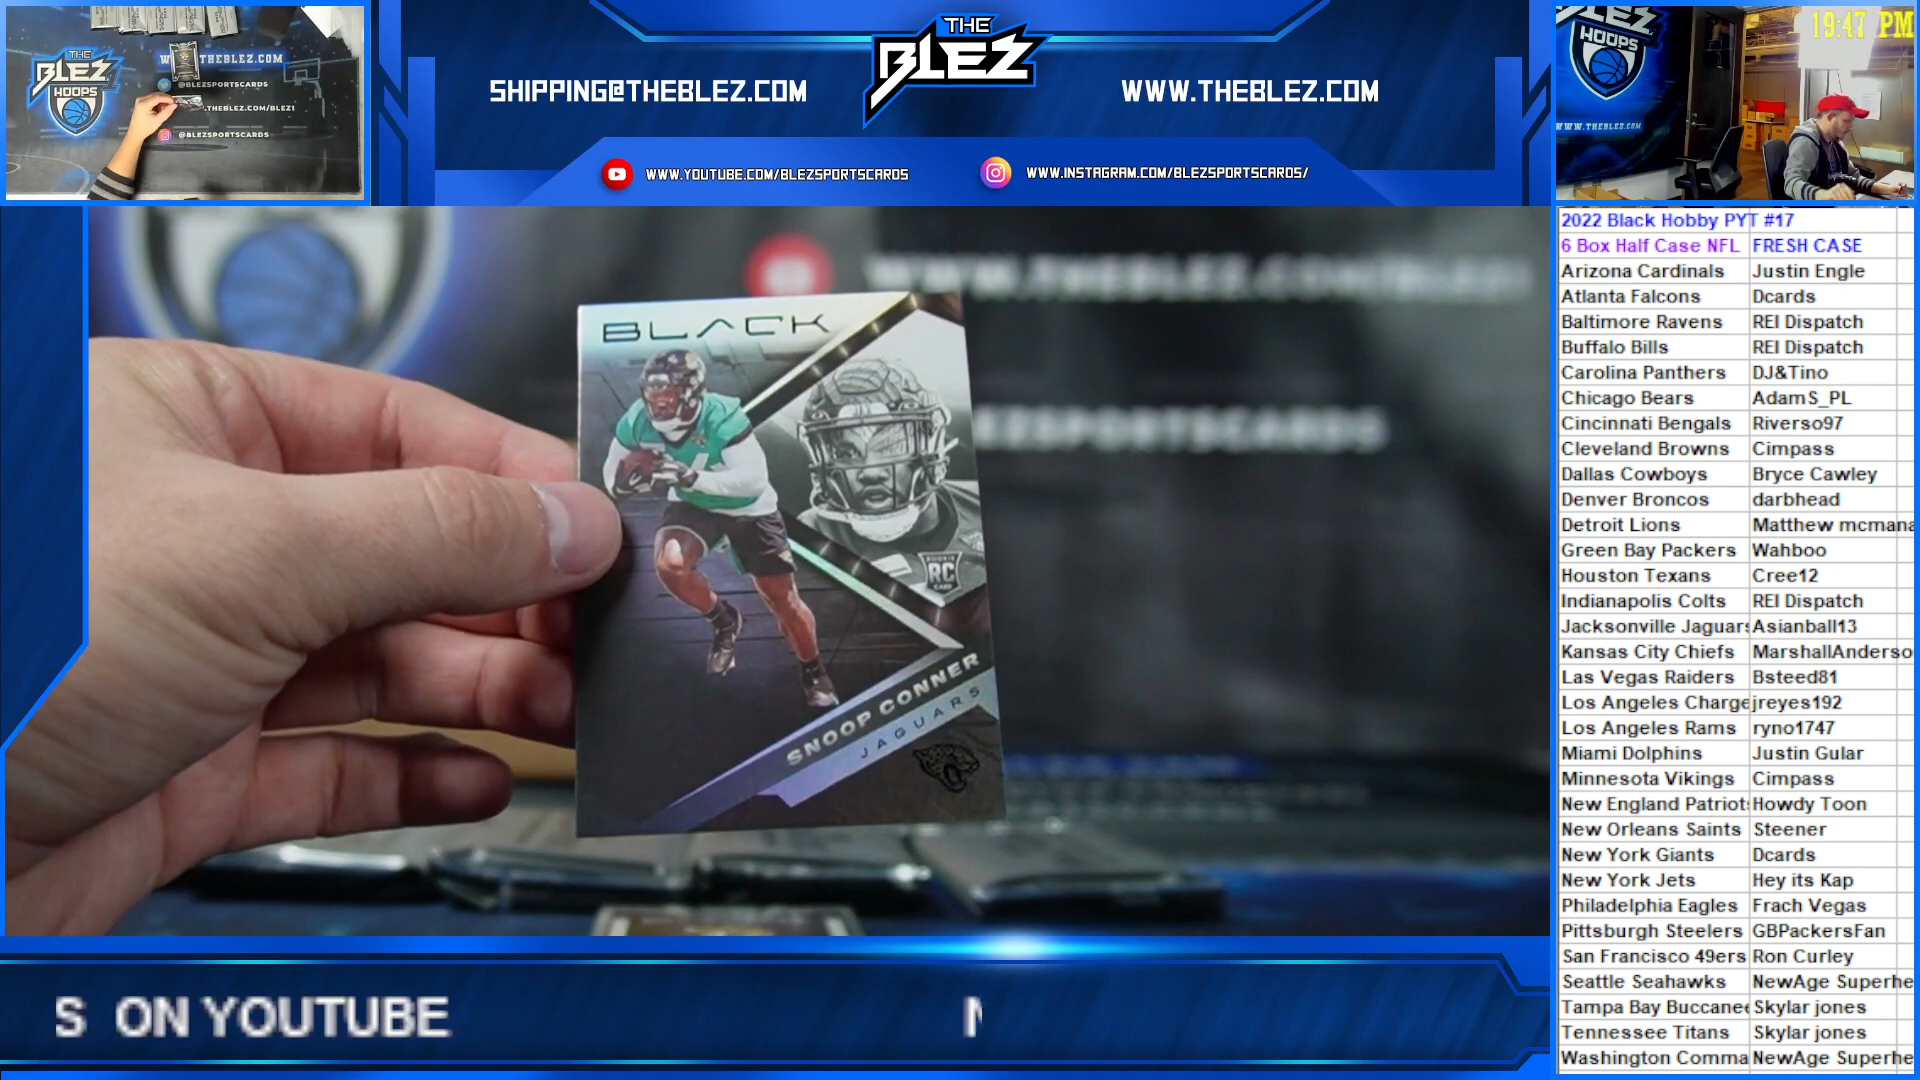 THE
BLEZ
HOOPS
THEBLEZ.COM
@BLEZSPORTSCARDS
.THEBLEZ.COM/BLEZ1
@BLEZSPORTSCARDS
THE
BLEZ
SHIPPING@THEBLEZ.COM
WWW.THEBLEZ.COM
WWW.YOUTUBE.COM/BLEZSPORTSCARDS
WWW.INSTAGRAM.COM/BLEZSPORTSCARDS/
HOOPS
WWW.THEBLEZ.COM
19:47 PM
BLACK
RC
SNOOP CONNER
JAGUARS
2022 Black Hobby PYT #17
6 Box Half Case NFL FRESH CASE
Arizona Cardinals Justin Engle
Atlanta Falcons Dcards
Baltimore Ravens REI Dispatch
Buffalo Bills REI Dispatch
Carolina Panthers DJ&Tino
Chicago Bears AdamS_PL
Cincinnati Bengals Riverso97
Cleveland Browns Cimpass
Dallas Cowboys Bryce Cawley
Denver Broncos darbhead
Detroit Lions Matthew mcmana
Green Bay Packers Wahboo
Houston Texans Cree12
Indianapolis Colts REI Dispatch
Jacksonville Jaguars Asianball13
Kansas City Chiefs MarshallAnderso
Las Vegas Raiders Bsteed81
Los Angeles Charge jreyes192
Los Angeles Rams ryno1747
Miami Dolphins Justin Gular
Minnesota Vikings Cimpass
New England Patriots Howdy Toon
New Orleans Saints Steener
New York Giants Dcards
New York Jets Hey its Kap
Philadelphia Eagles Frach Vegas
Pittsburgh Steelers GBPackersFan
San Francisco 49ers Ron Curley
Seattle Seahawks NewAge Superhe
Tampa Bay Buccanee Skylar jones
Tennessee Titans Skylar jones
Washington Comma NewAge Superhe
S ON YOUTUBE